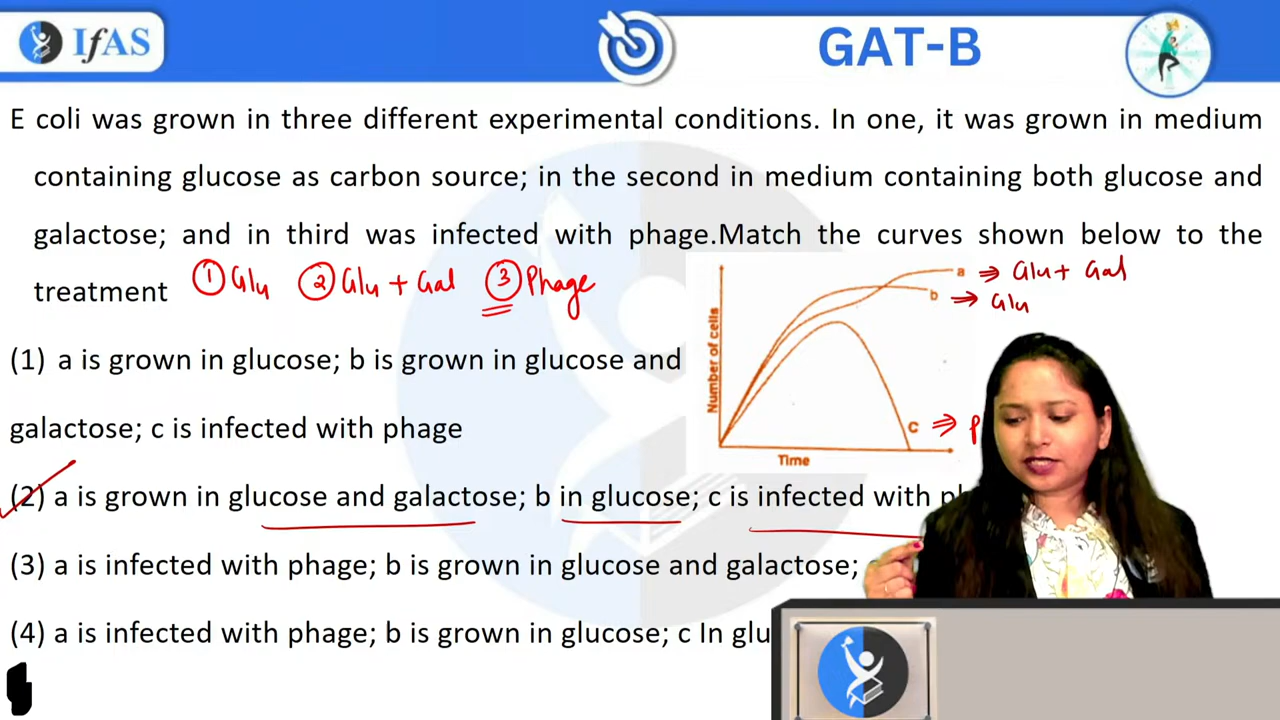 IfAS
GAT-B
E coli was grown in three different experimental conditions. In one, it was grown in medium
containing glucose as carbon source; in the second in medium containing both glucose and
galactose; and in third was infected with phage.Match the curves shown below to the
treatment
① Glu ② Glu + Gal ③ Phage
a ⇒ Glu + Gal
b ⇒ Glu
Number of cells
c ⇒ P
Time
(1) a is grown in glucose; b is grown in glucose and
galactose; c is infected with phage
(2) a is grown in glucose and galactose; b in glucose; c is infected with
(3) a is infected with phage; b is grown in glucose and galactose;
(4) a is infected with phage; b is grown in glucose; c In glu